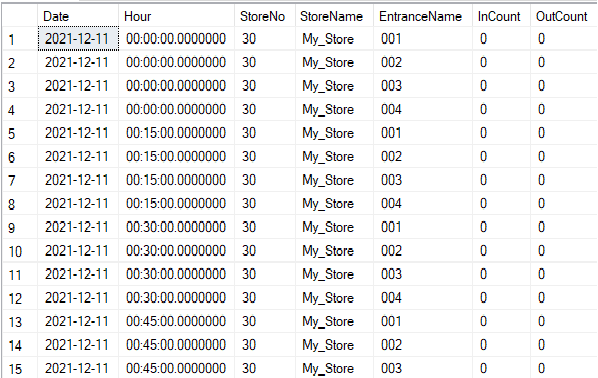 Date Hour StoreNo StoreName EntranceName InCount OutCount
1 2021-12-11 00:00:00.0000000 30 My_Store 001 0 0
2 2021-12-11 00:00:00.0000000 30 My_Store 002 0 0
3 2021-12-11 00:00:00.0000000 30 My_Store 003 0 0
4 2021-12-11 00:00:00.0000000 30 My_Store 004 0 0
5 2021-12-11 00:15:00.0000000 30 My_Store 001 0 0
6 2021-12-11 00:15:00.0000000 30 My_Store 002 0 0
7 2021-12-11 00:15:00.0000000 30 My_Store 003 0 0
8 2021-12-11 00:15:00.0000000 30 My_Store 004 0 0
9 2021-12-11 00:30:00.0000000 30 My_Store 001 0 0
10 2021-12-11 00:30:00.0000000 30 My_Store 002 0 0
11 2021-12-11 00:30:00.0000000 30 My_Store 003 0 0
12 2021-12-11 00:30:00.0000000 30 My_Store 004 0 0
13 2021-12-11 00:45:00.0000000 30 My_Store 001 0 0
14 2021-12-11 00:45:00.0000000 30 My_Store 002 0 0
15 2021-12-11 00:45:00.0000000 30 My_Store 003 0 0